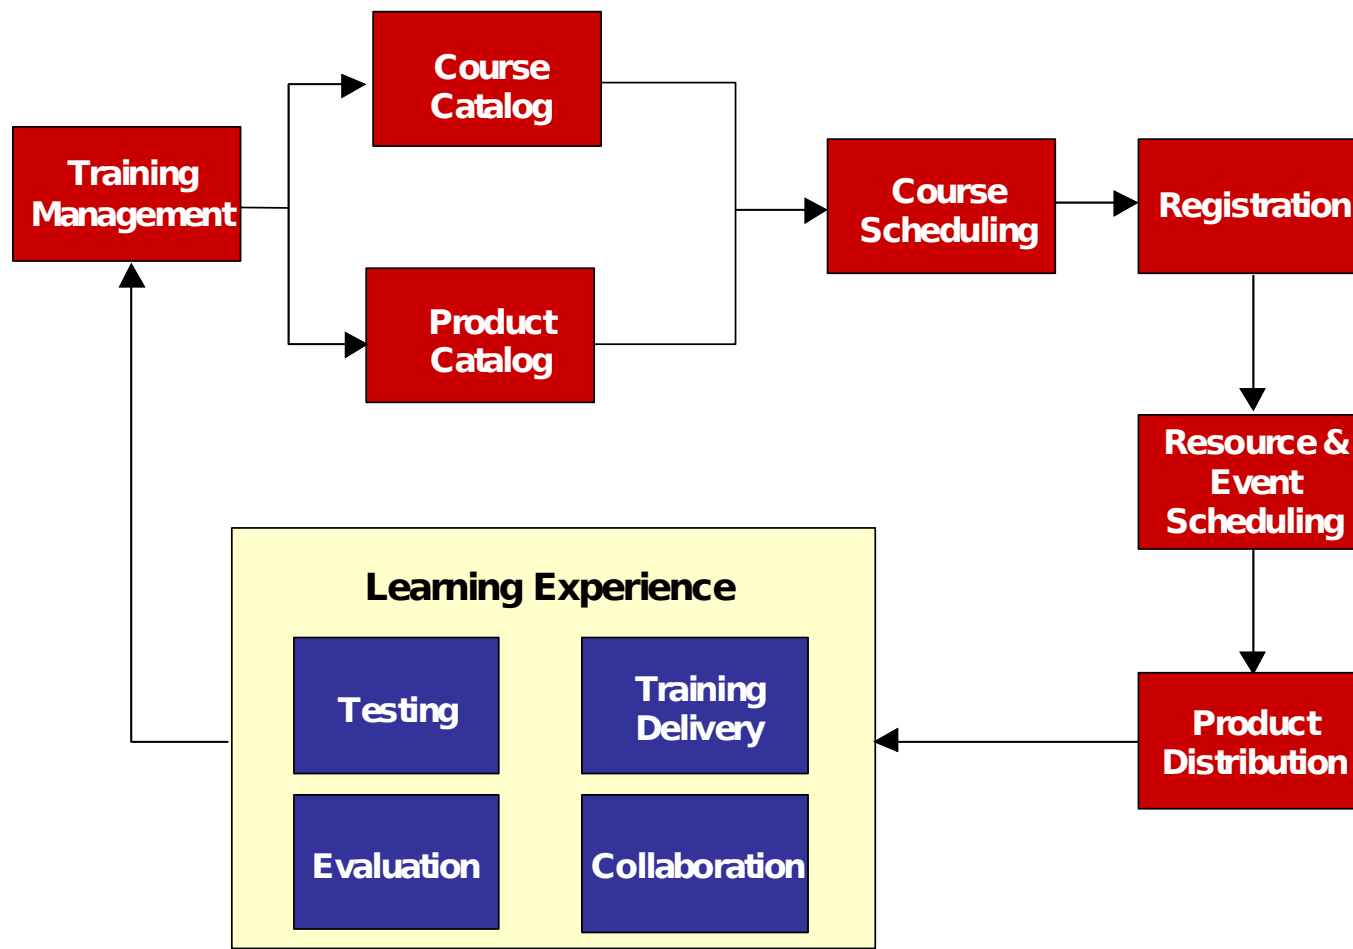 Course
Catalog
Training
Management
Course
Scheduling
Registration
Product
Catalog
Resource &
Event
Scheduling
Learning Experience
Testing
Training
Delivery
Product
Distribution
Evaluation
Collaboration